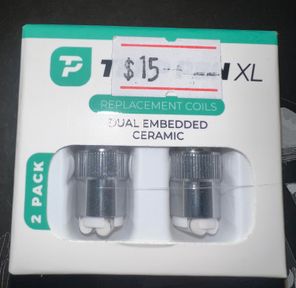 $15
XL
REPLACEMENT COILS
DUAL EMBEDDED
CERAMIC
2 PACK